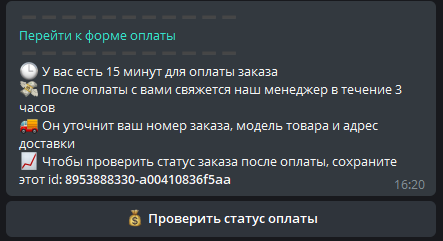 Перейти к форме оплаты
🕒 У вас есть 15 минут для оплаты заказа
💸 После оплаты с вами свяжется наш менеджер в течение 3
часов
🚚 Он уточнит ваш номер заказа, модель товара и адрес
доставки
📈 Чтобы проверить статус заказа после оплаты, сохраните
этот id: 8953888330-a00410836f5aa
16:20
💰 Проверить статус оплаты